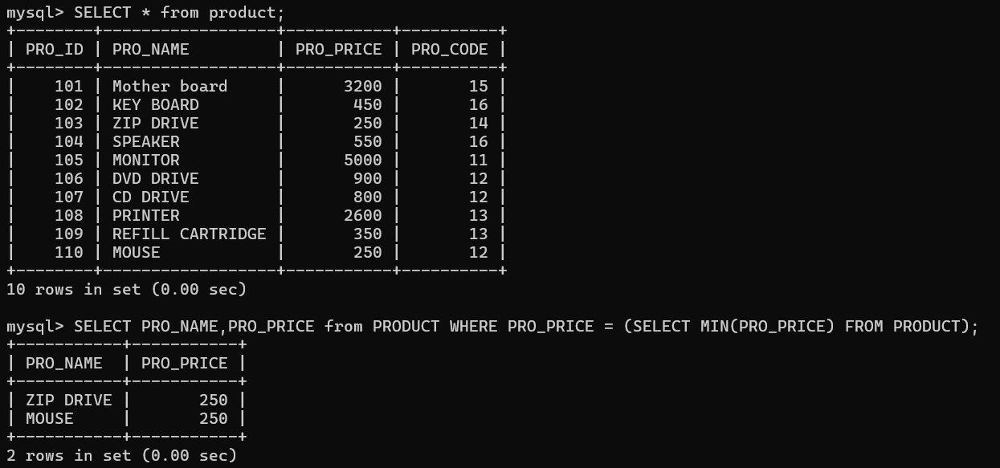 mysql> SELECT * from product;
+--------+------------------+-----------+----------+
| PRO_ID | PRO_NAME         | PRO_PRICE | PRO_CODE |
+--------+------------------+-----------+----------+
|    101 | Mother board     |      3200 |       15 |
|    102 | KEY BOARD        |       450 |       16 |
|    103 | ZIP DRIVE        |       250 |       14 |
|    104 | SPEAKER          |       550 |       16 |
|    105 | MONITOR          |      5000 |       11 |
|    106 | DVD DRIVE        |       900 |       12 |
|    107 | CD DRIVE         |       800 |       12 |
|    108 | PRINTER          |      2600 |       13 |
|    109 | REFILL CARTRIDGE |       350 |       13 |
|    110 | MOUSE            |       250 |       12 |
+--------+------------------+-----------+----------+
10 rows in set (0.00 sec)

mysql> SELECT PRO_NAME,PRO_PRICE from PRODUCT WHERE PRO_PRICE = (SELECT MIN(PRO_PRICE) FROM PRODUCT);
+-----------+-----------+
| PRO_NAME  | PRO_PRICE |
+-----------+-----------+
| ZIP DRIVE |       250 |
| MOUSE     |       250 |
+-----------+-----------+
2 rows in set (0.00 sec)